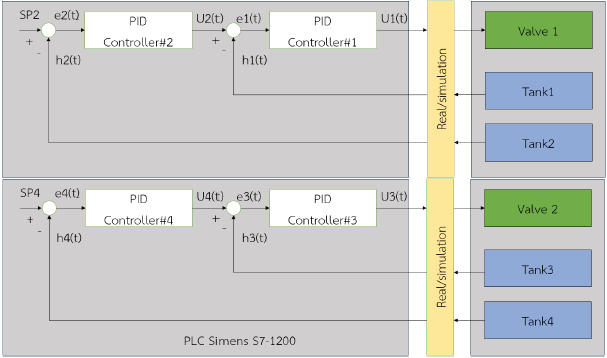 SP2
+
-
e2(t)
h2(t)
PID
Controller#2
U2(t)
+
-
e1(t)
h1(t)
PID
Controller#1
U1(t)
Real/simulation
Valve 1
Tank1
Tank2
SP4
+
-
e4(t)
h4(t)
PID
Controller#4
U4(t)
+
-
e3(t)
h3(t)
PID
Controller#3
U3(t)
Real/simulation
Valve 2
Tank3
Tank4
PLC Simens S7-1200